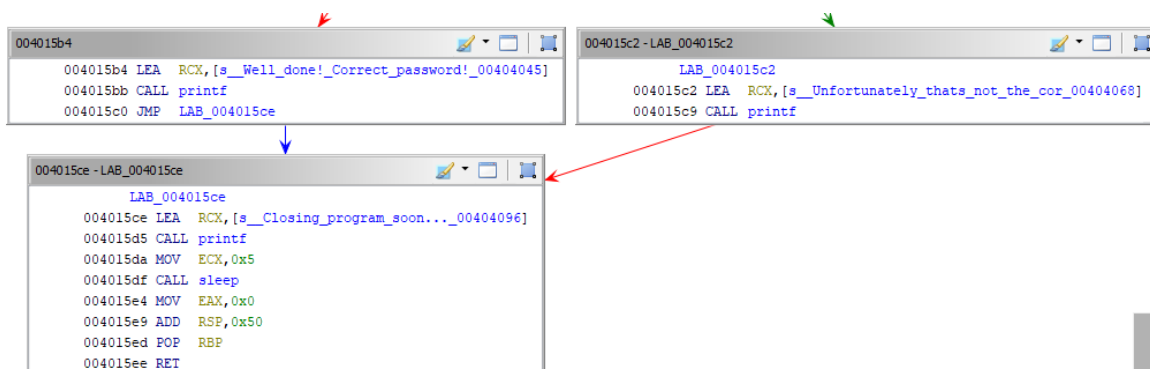 004015b4
004015b4 LEA RCX,[s__Well_done!_Correct_password!_00404045]
004015bb CALL printf
004015c0 JMP LAB_004015ce
004015c2 - LAB_004015c2
LAB_004015c2
004015c2 LEA RCX,[s__Unfortunately_thats_not_the_cor_00404068]
004015c9 CALL printf
004015ce - LAB_004015ce
LAB_004015ce
004015ce LEA RCX,[s__Closing_program_soon..._00404096]
004015d5 CALL printf
004015da MOV ECX,0x5
004015df CALL sleep
004015e4 MOV EAX,0x0
004015e9 ADD RSP,0x50
004015ed POP RBP
004015ee RET